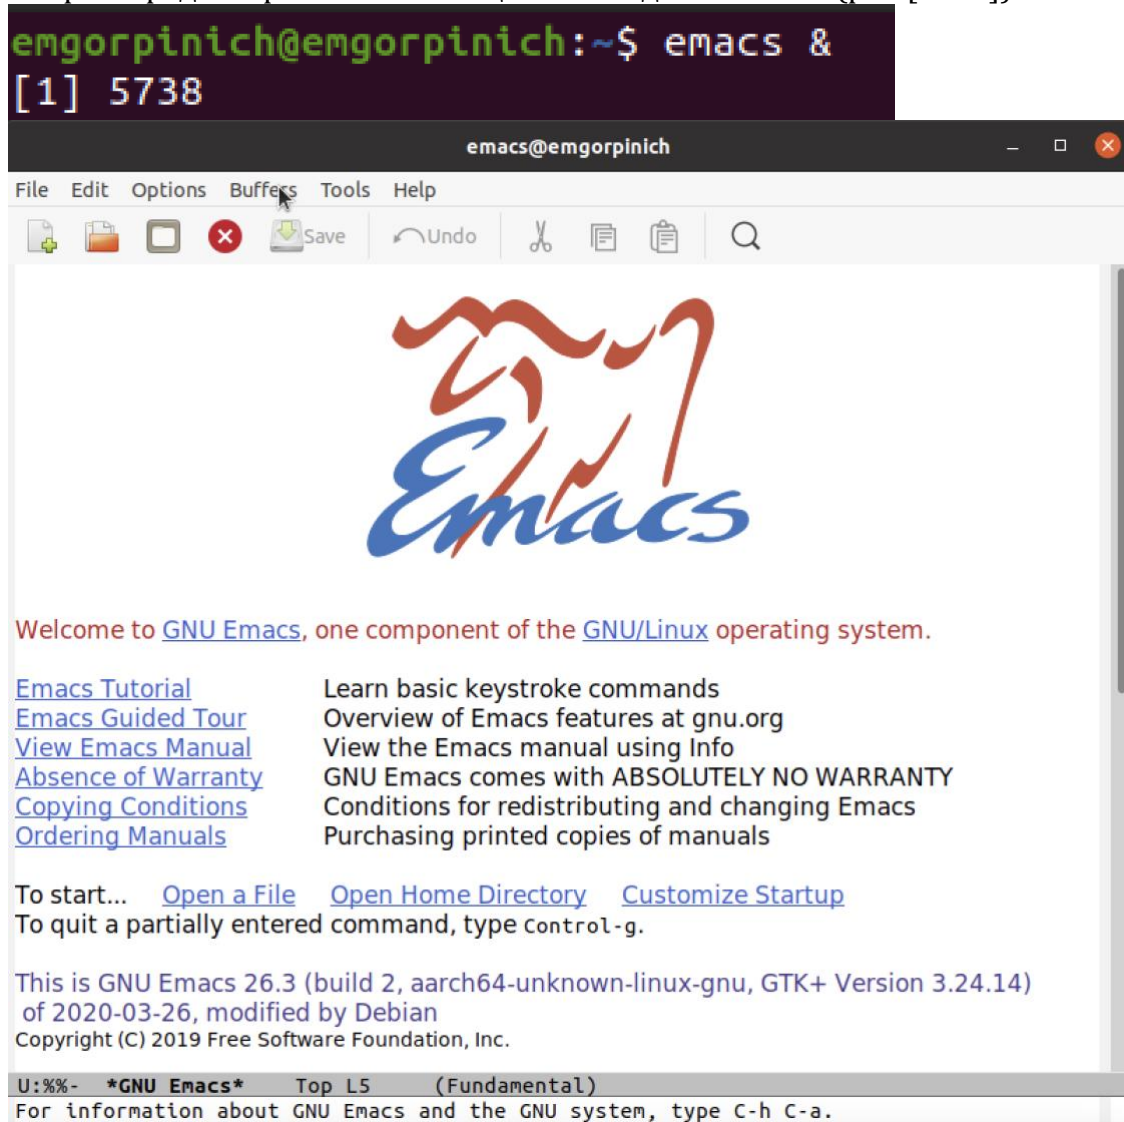 emgorpinich@emgorpinich:~$ emacs &
[1] 5738
emacs@emgorpinich
File Edit Options Buffers Tools Help
Save Undo
Emacs
Welcome to GNU Emacs, one component of the GNU/Linux operating system.
Emacs Tutorial Learn basic keystroke commands
Emacs Guided Tour Overview of Emacs features at gnu.org
View Emacs Manual View the Emacs manual using Info
Absence of Warranty GNU Emacs comes with ABSOLUTELY NO WARRANTY
Copying Conditions Conditions for redistributing and changing Emacs
Ordering Manuals Purchasing printed copies of manuals
To start... Open a File Open Home Directory Customize Startup
To quit a partially entered command, type Control-g.
This is GNU Emacs 26.3 (build 2, aarch64-unknown-linux-gnu, GTK+ Version 3.24.14)
of 2020-03-26, modified by Debian
Copyright (C) 2019 Free Software Foundation, Inc.
U:%%- *GNU Emacs* Top L5 (Fundamental)
For information about GNU Emacs and the GNU system, type C-h C-a.